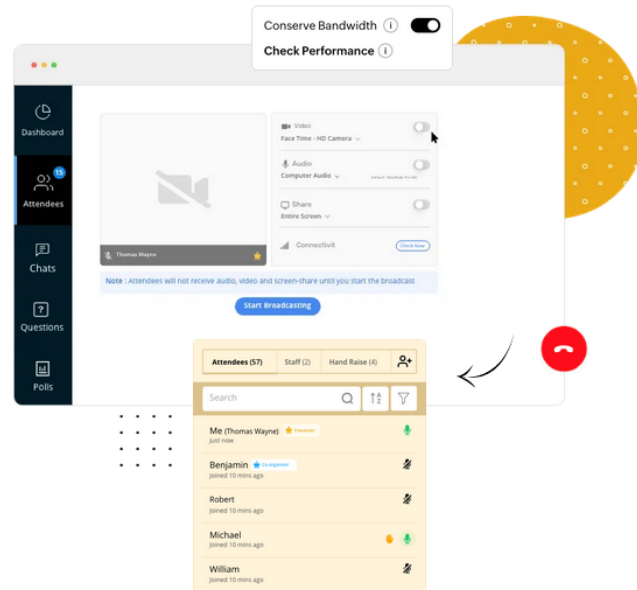 Conserve Bandwidth i
Check Performance i
Dashboard
15
Attendees
Chats
?
Questions
Polls
Thomas Wayne
Video
Face Time - HD Camera
Audio
Computer Audio
Share
Entire Screen
Connectivit
Check Now
Note : Attendees will not receive audio, video and screen-share until you start the broadcast
Start Broadcasting
Attendees (57) Staff (2) Hand Raise (4)
Search
Me (Thomas Wayne) Presenter
Just now
Benjamin Co-organizer
Joined 10 mins ago
Robert
Joined 10 mins ago
Michael
Joined 10 mins ago
William
Joined 10 mins ago